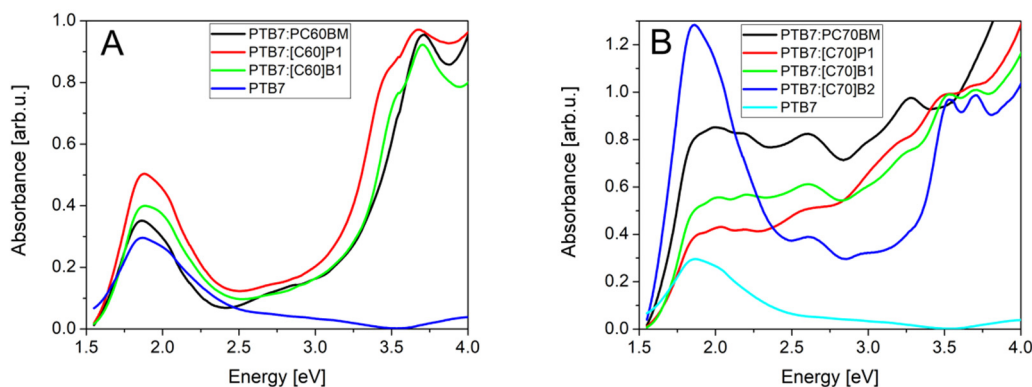 A
PTB7:PC60BM
PTB7:[C60]P1
PTB7:[C60]B1
PTB7
Absorbance [arb.u.]
1.0
0.8
0.6
0.4
0.2
0.0
1.5 2.0 2.5 3.0 3.5 4.0
Energy [eV]
B
PTB7:PC70BM
PTB7:[C70]P1
PTB7:[C70]B1
PTB7:[C70]B2
PTB7
Absorbance [arb.u.]
1.2
1.0
0.8
0.6
0.4
0.2
0.0
1.5 2.0 2.5 3.0 3.5 4.0
Energy [eV]